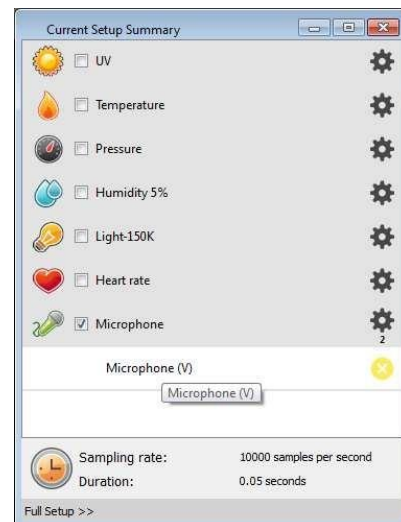 Current Setup Summary
UV
Temperature
Pressure
Humidity 5%
Light-150K
Heart rate
Microphone
2
Microphone (V)
Microphone (V)
Sampling rate: 10000 samples per second
Duration: 0.05 seconds
Full Setup >>